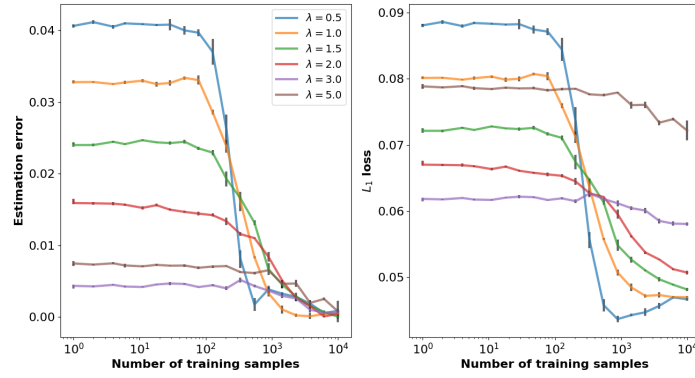 0.04
0.03
0.02
0.01
0.00
Estimation error
10^0
10^1
10^2
10^3
10^4
Number of training samples
λ = 0.5
λ = 1.0
λ = 1.5
λ = 2.0
λ = 3.0
λ = 5.0
0.09
0.08
0.07
0.06
0.05
L_1 loss
10^0
10^1
10^2
10^3
10^4
Number of training samples